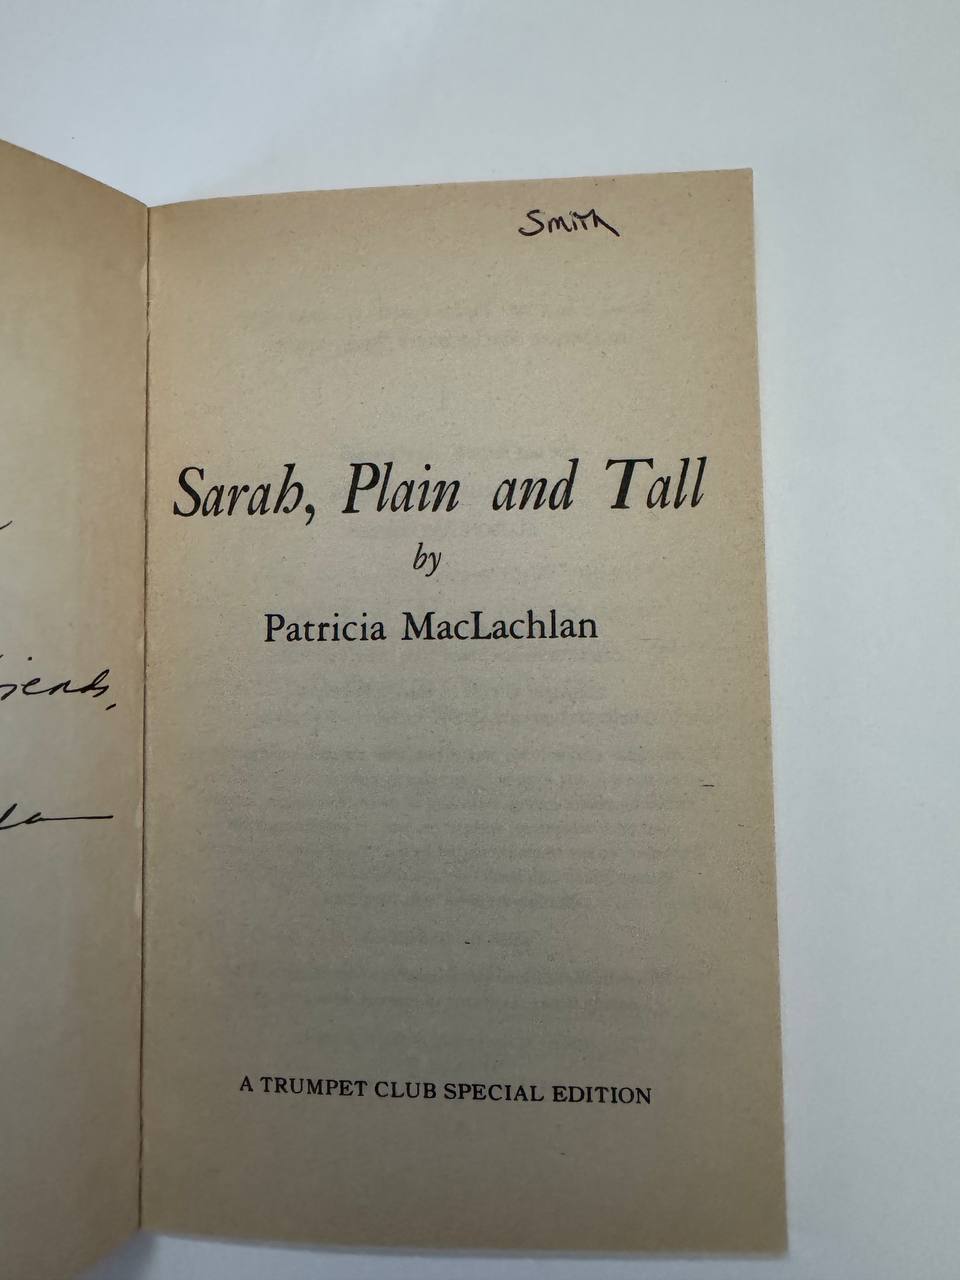 Smith
Sarah, Plain and Tall
by
Patricia MacLachlan
A TRUMPET CLUB SPECIAL EDITION